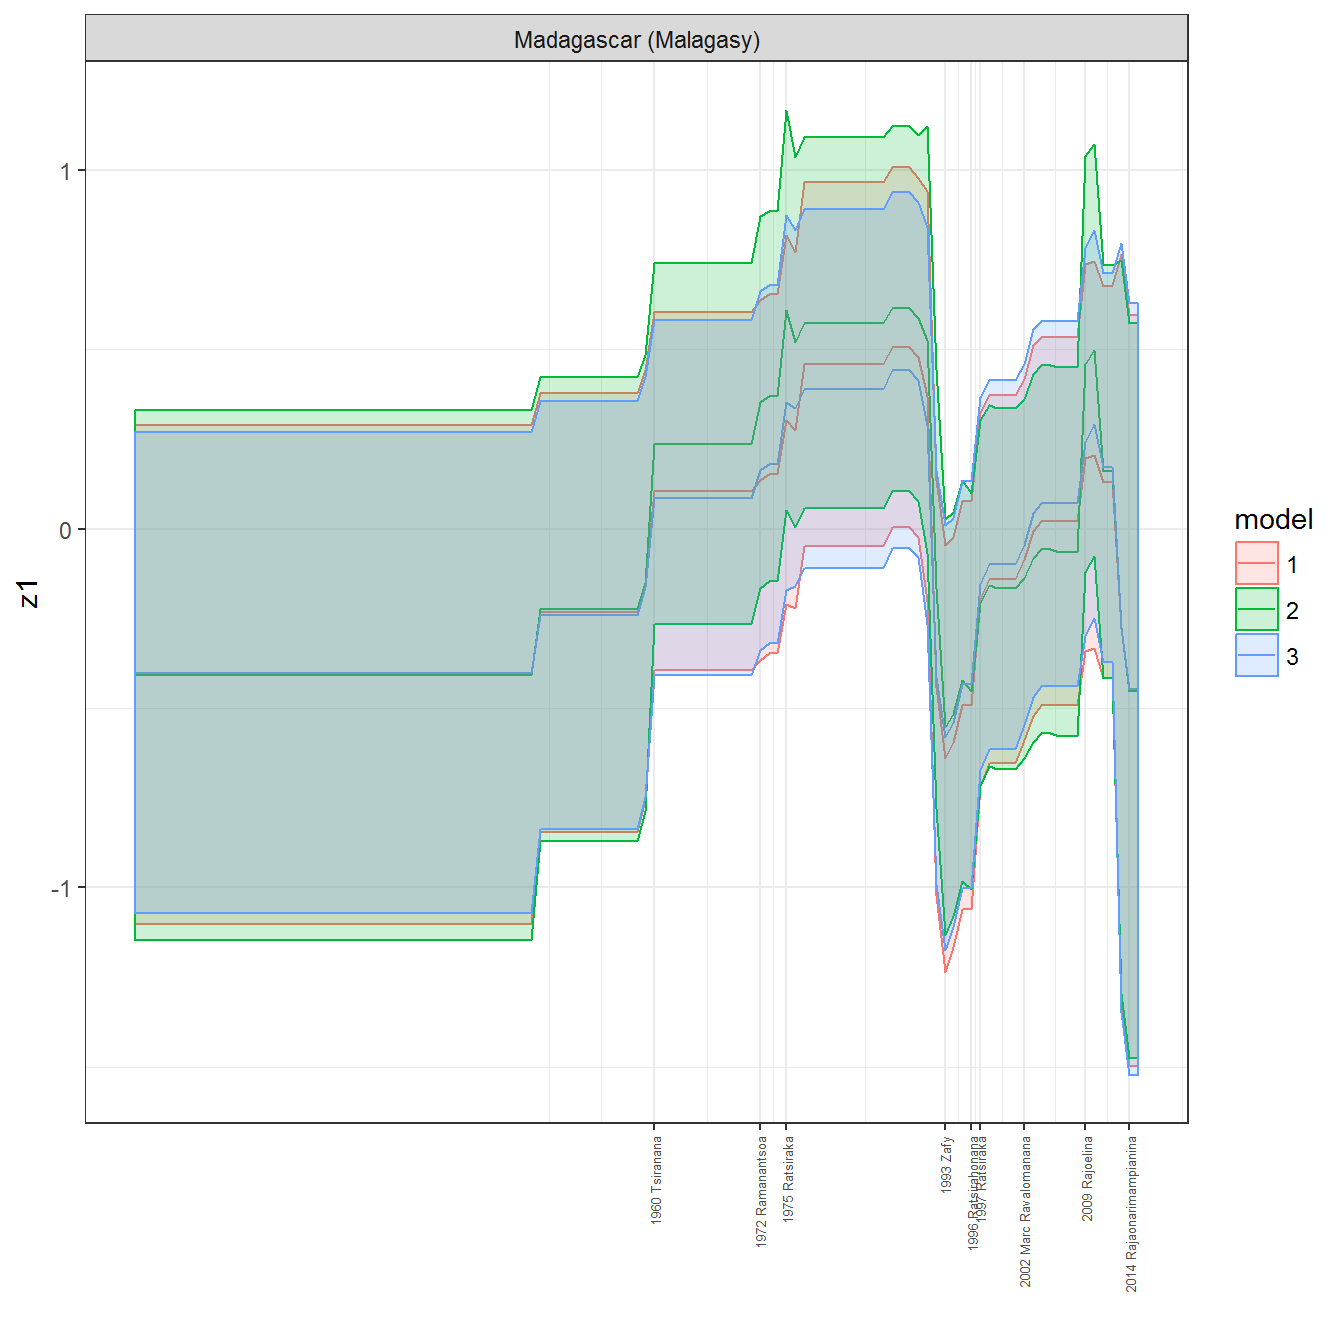 Madagascar (Malagasy)
1
0
-1
z1
model
1
2
3
1960 Tsiranana
1972 Ramanantsoa
1975 Ratsiraka
1993 Zafy
1996 Ratsirahonana
1997 Ratsiraka
2002 Marc Ravalomanana
2009 Rajoelina
2014 Rajaonarimampianina